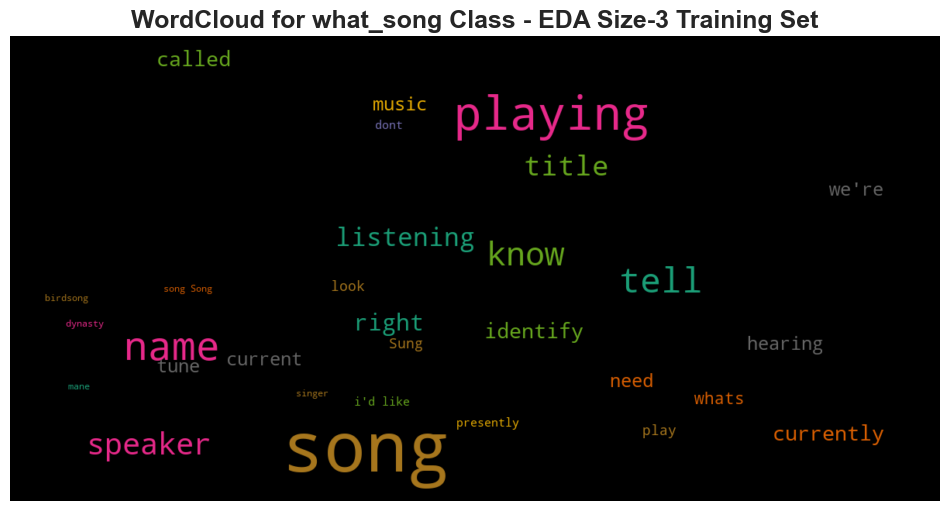 WordCloud for what_song Class - EDA Size-3 Training Set
called
music
playing
dont
title
we're
listening
know
tell
look
song Song
birdsong
dynasty
right
identify
Sung
hearing
name
tune
current
need
mane
singer
i'd like
whats
presently
play
currently
speaker
song